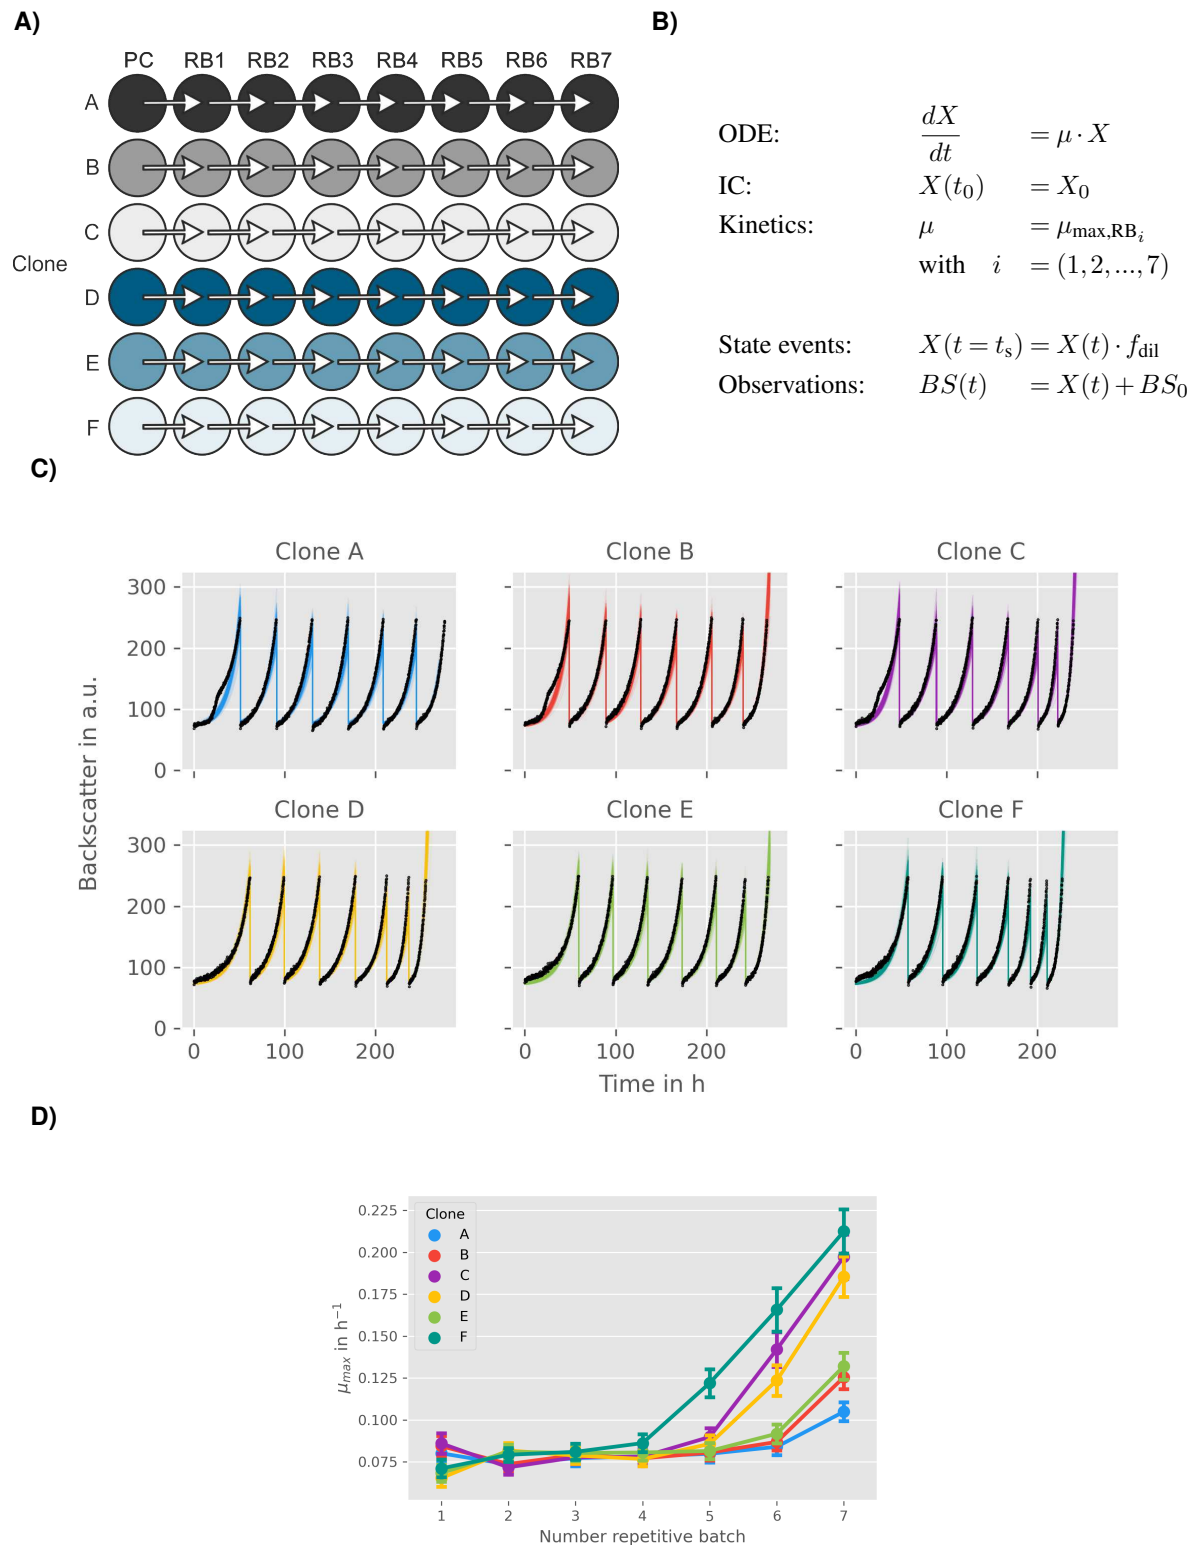 A)
PC RB1 RB2 RB3 RB4 RB5 RB6 RB7
A
B
C
Clone
D
E
F
B)
ODE: dX/dt = μ · X
IC: X(t₀) = X₀
Kinetics: μ = μ_max,RBᵢ
with i = (1, 2, ..., 7)
State events: X(t = tₛ) = X(t) · f_dil
Observations: BS(t) = X(t) + BS₀
C)
Clone A Clone B Clone C
300
200
100
0
Clone D Clone E Clone F
300
200
100
0
Backscatter in a.u.
0 100 200 0 100 200 0 100 200
Time in h
D)
Clone
A
B
C
D
E
F
0.225
0.200
0.175
0.150
0.125
0.100
0.075
μ_max in h⁻¹
1 2 3 4 5 6 7
Number repetitive batch